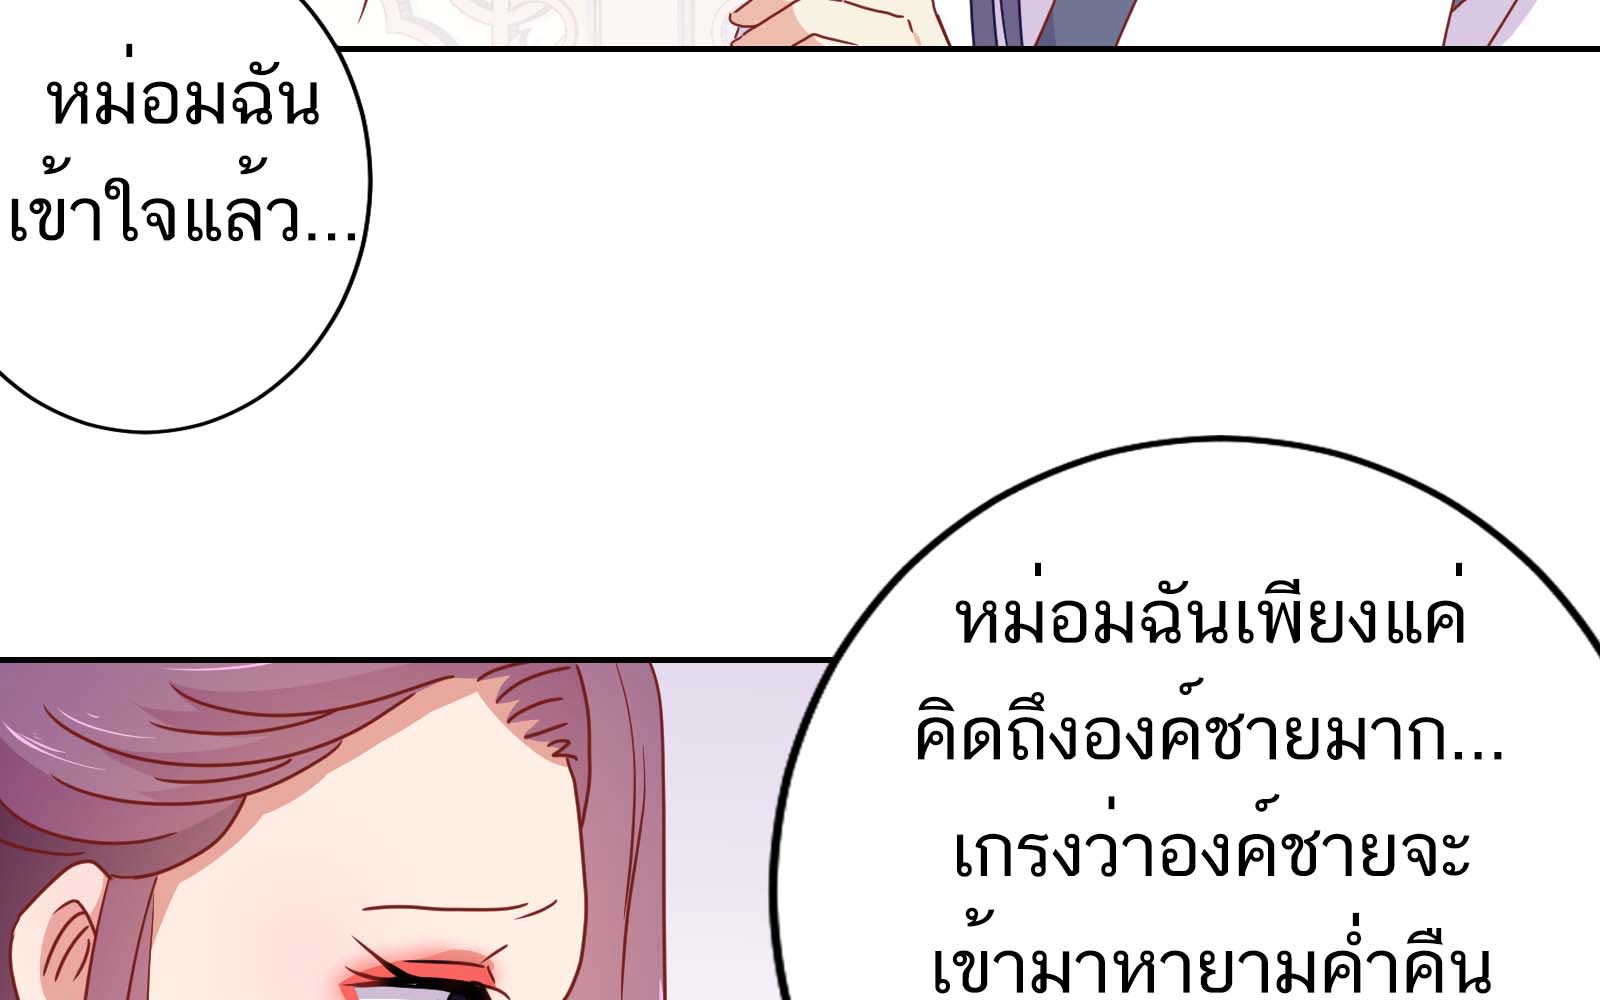 หม่อมฉัน
เข้าใจแล้ว...
หม่อมฉันเพียงแค่
คิดถึงองค์ชายมาก...
เกรงว่าองค์ชายจะ
เข้ามาหายามค่ำคืน